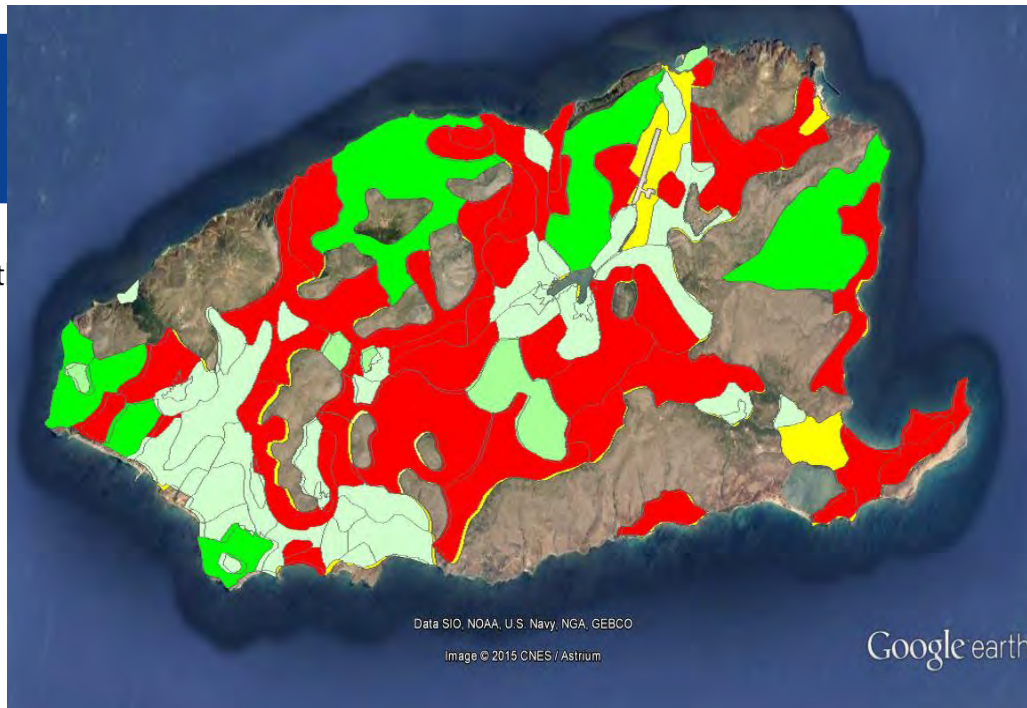 t
Data SIO, NOAA, U.S. Navy, NGA, GEBCO
Image © 2015 CNES / Astrium
Google earth